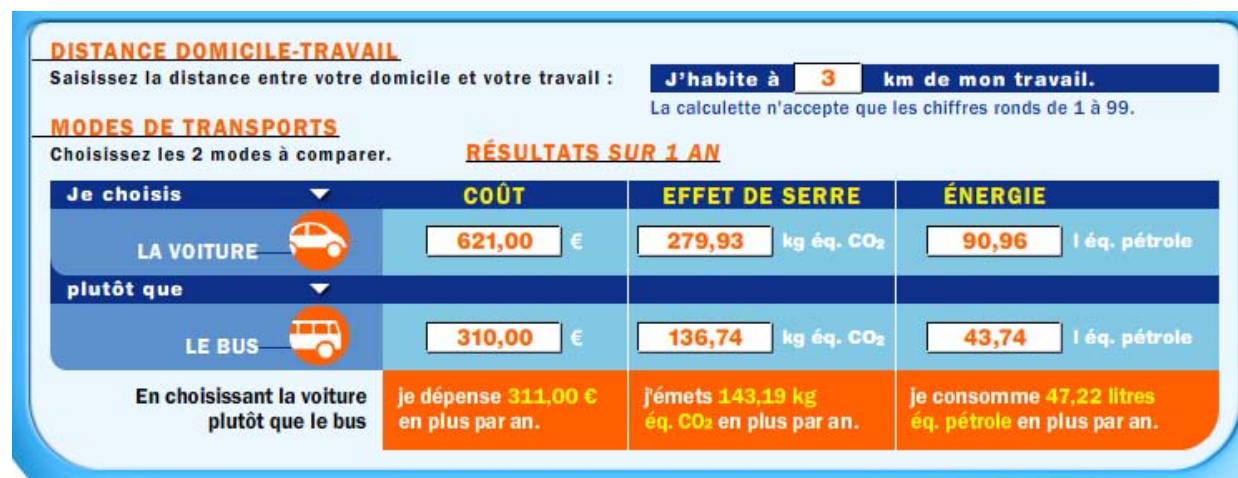 DISTANCE DOMICILE-TRAVAIL
Saisissez la distance entre votre domicile et votre travail :
J'habite à 3 km de mon travail.
La calculette n'accepte que les chiffres ronds de 1 à 99.
MODES DE TRANSPORTS
Choisissez les 2 modes à comparer.
RÉSULTATS SUR 1 AN
Je choisis COÛT EFFET DE SERRE ÉNERGIE
LA VOITURE 621,00 € 279,93 kg éq. CO₂ 90,96 l éq. pétrole
plutôt que
LE BUS 310,00 € 136,74 kg éq. CO₂ 43,74 l éq. pétrole
En choisissant la voiture
plutôt que le bus
je dépense 311,00 €
en plus par an.
j'émets 143,19 kg
éq. CO₂ en plus par an.
je consomme 47,22 litres
éq. pétrole en plus par an.